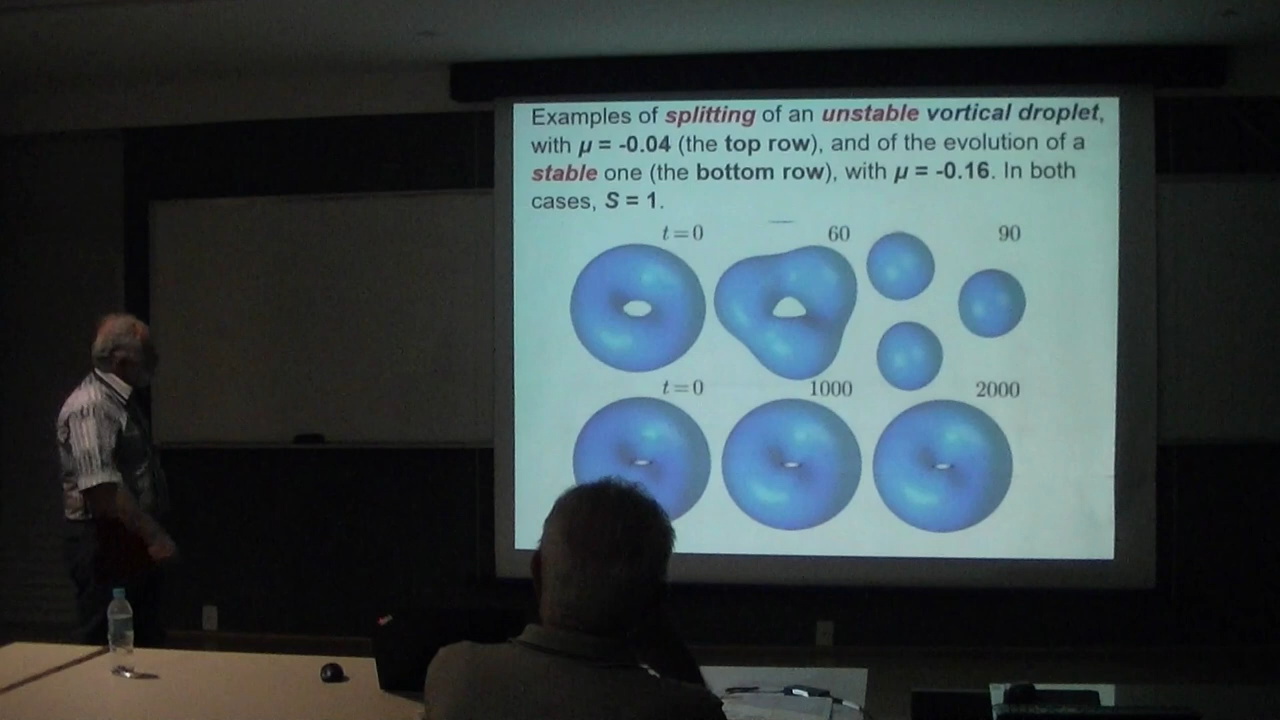 Examples of splitting of an unstable vortical droplet,
with μ = -0.04 (the top row), and of the evolution of a
stable one (the bottom row), with μ = -0.16. In both
cases, S = 1.
t=0 60 90
t=0 1000 2000